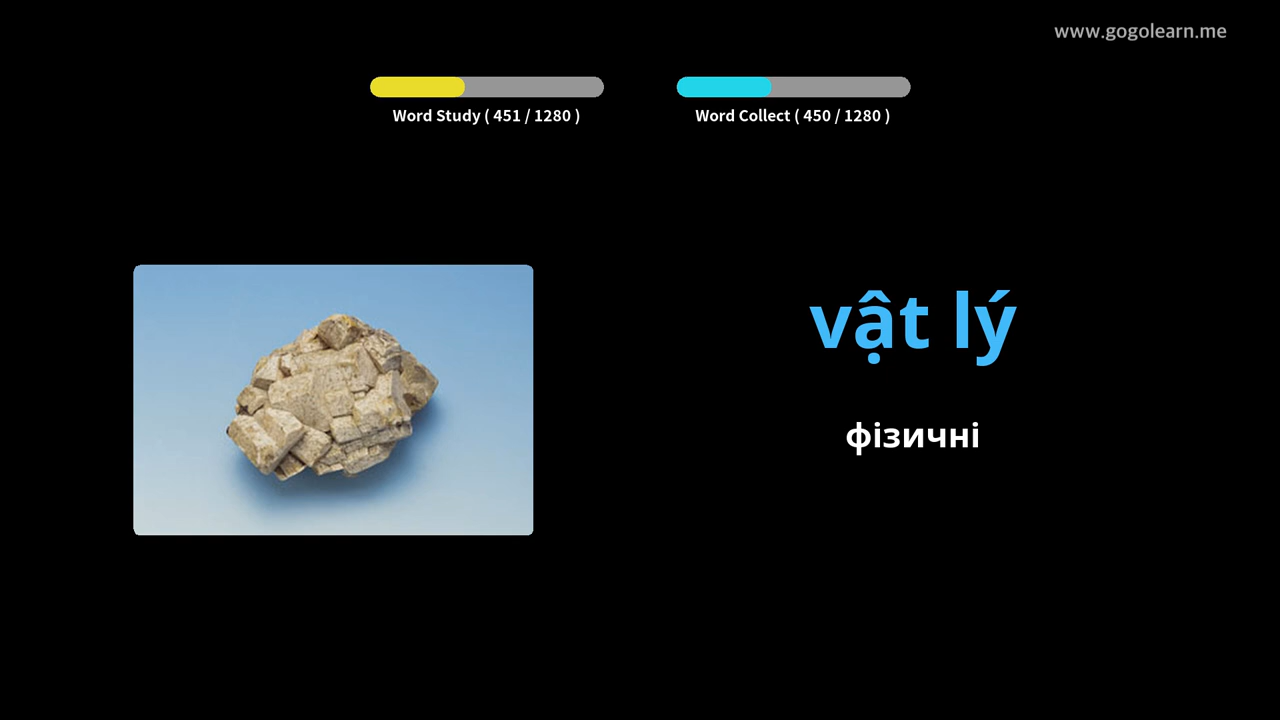 www.gogolearn.me
Word Study ( 451 / 1280 )
Word Collect ( 450 / 1280 )
vật lý
фізичні